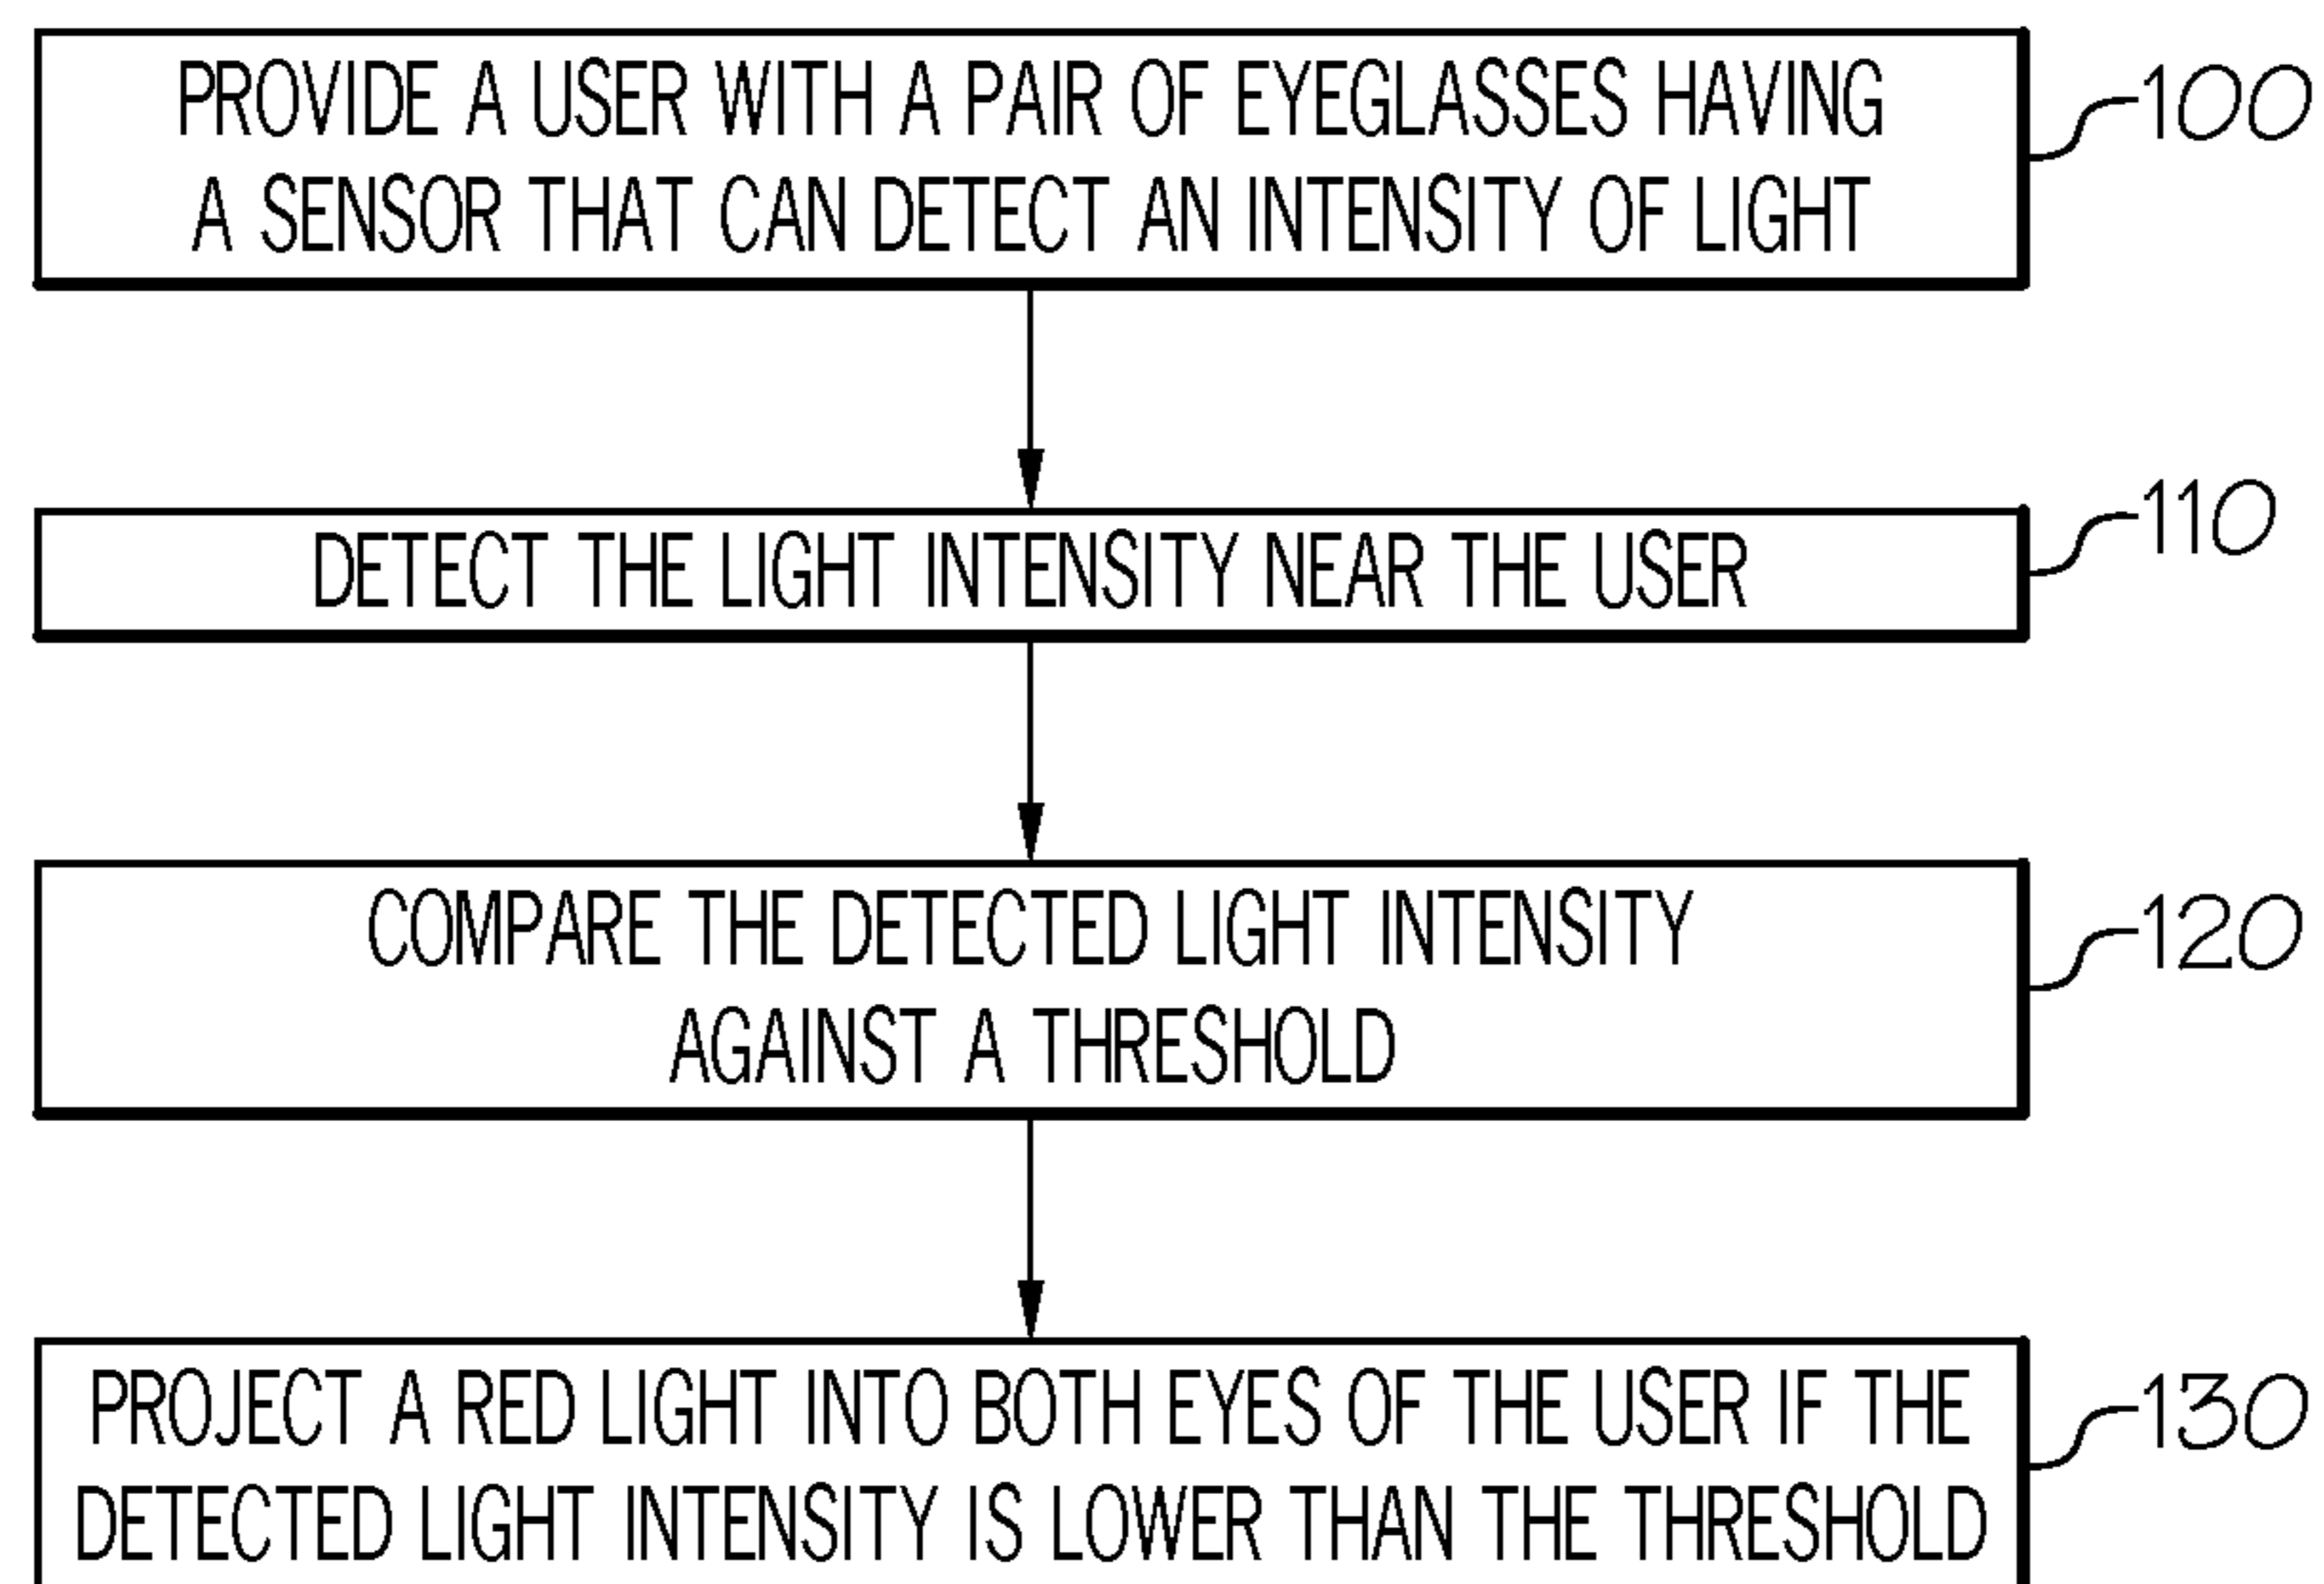 PROVIDE A USER WITH A PAIR OF EYEGLASSES HAVING
A SENSOR THAT CAN DETECT AN INTENSITY OF LIGHT
100
DETECT THE LIGHT INTENSITY NEAR THE USER
110
COMPARE THE DETECTED LIGHT INTENSITY
AGAINST A THRESHOLD
120
PROJECT A RED LIGHT INTO BOTH EYES OF THE USER IF THE
DETECTED LIGHT INTENSITY IS LOWER THAN THE THRESHOLD
130